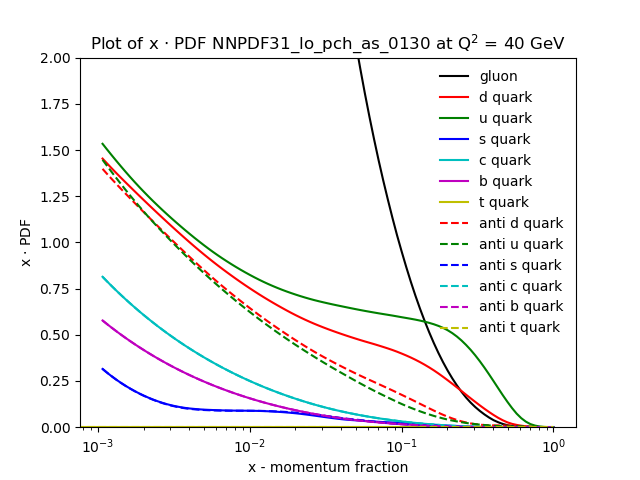 Plot of x · PDF NNPDF31_lo_pch_as_0130 at Q² = 40 GeV
x · PDF
2.00
1.75
1.50
1.25
1.00
0.75
0.50
0.25
0.00
gluon
d quark
u quark
s quark
c quark
b quark
t quark
anti d quark
anti u quark
anti s quark
anti c quark
anti b quark
anti t quark
10⁻³ 10⁻² 10⁻¹ 10⁰
x - momentum fraction